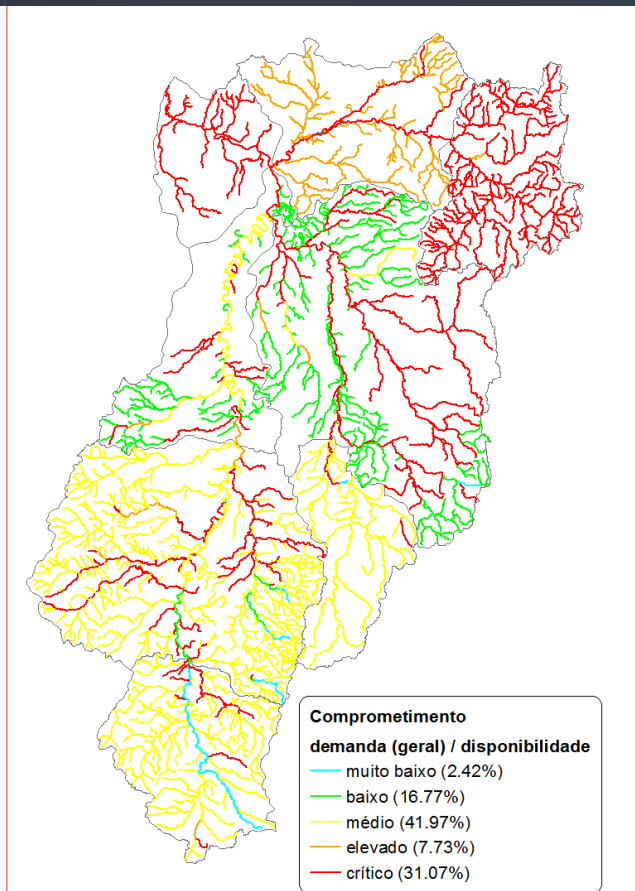 Comprometimento
demanda (geral) / disponibilidade
muito baixo (2.42%)
baixo (16.77%)
médio (41.97%)
elevado (7.73%)
crítico (31.07%)